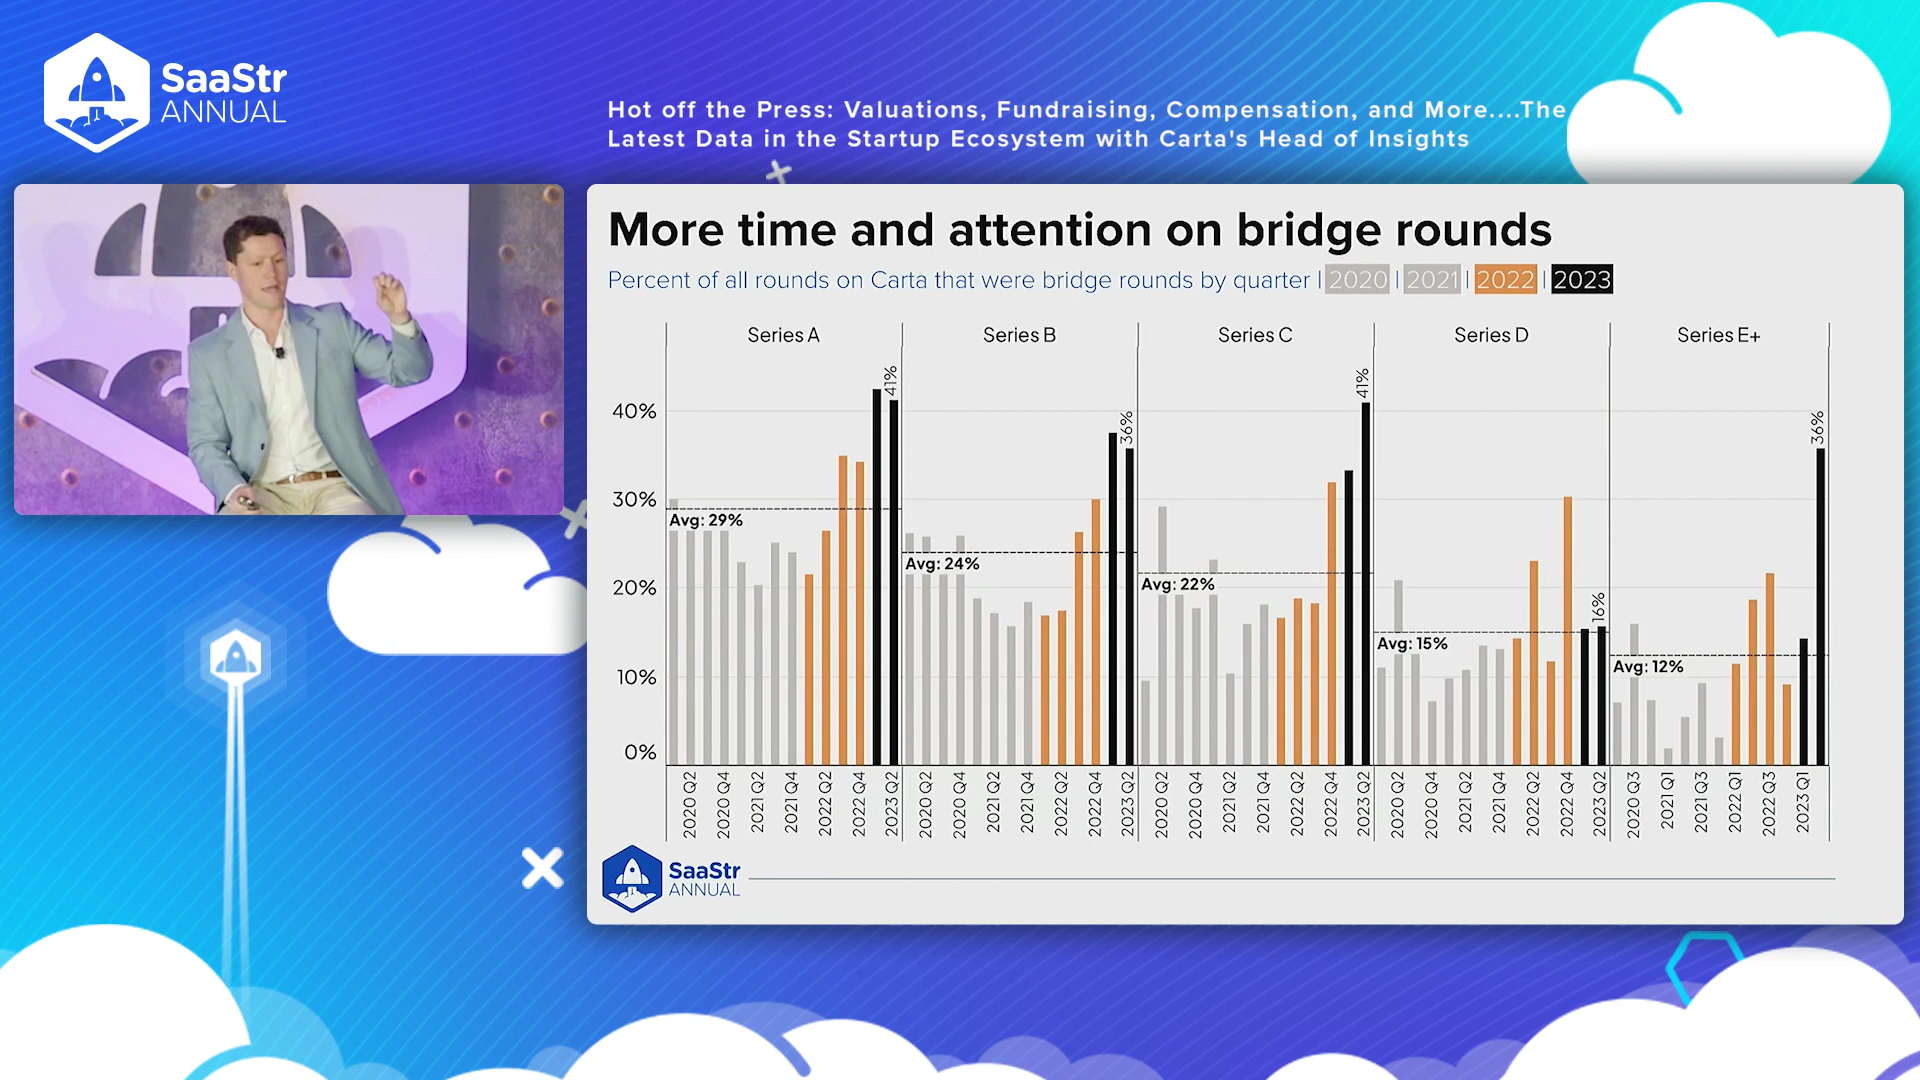 SaaStr
ANNUAL
Hot off the Press: Valuations, Fundraising, Compensation, and More....The
Latest Data in the Startup Ecosystem with Carta's Head of Insights
More time and attention on bridge rounds
Percent of all rounds on Carta that were bridge rounds by quarter | 2020 | 2021 | 2022 | 2023
Series A Series B Series C Series D Series E+
41% 36% 41% 16% 36%
40%
30%
20%
10%
0%
Avg: 29% Avg: 24% Avg: 22% Avg: 15% Avg: 12%
2020 Q2 2020 Q4 2021 Q2 2021 Q4 2022 Q2 2022 Q4 2023 Q2
2020 Q2 2020 Q4 2021 Q2 2021 Q4 2022 Q2 2022 Q4 2023 Q2
2020 Q2 2020 Q4 2021 Q2 2021 Q4 2022 Q2 2022 Q4 2023 Q2
2020 Q2 2020 Q4 2021 Q2 2021 Q4 2022 Q2 2022 Q4 2023 Q2
2020 Q3 2021 Q1 2021 Q3 2022 Q1 2022 Q3 2023 Q1
SaaStr
ANNUAL